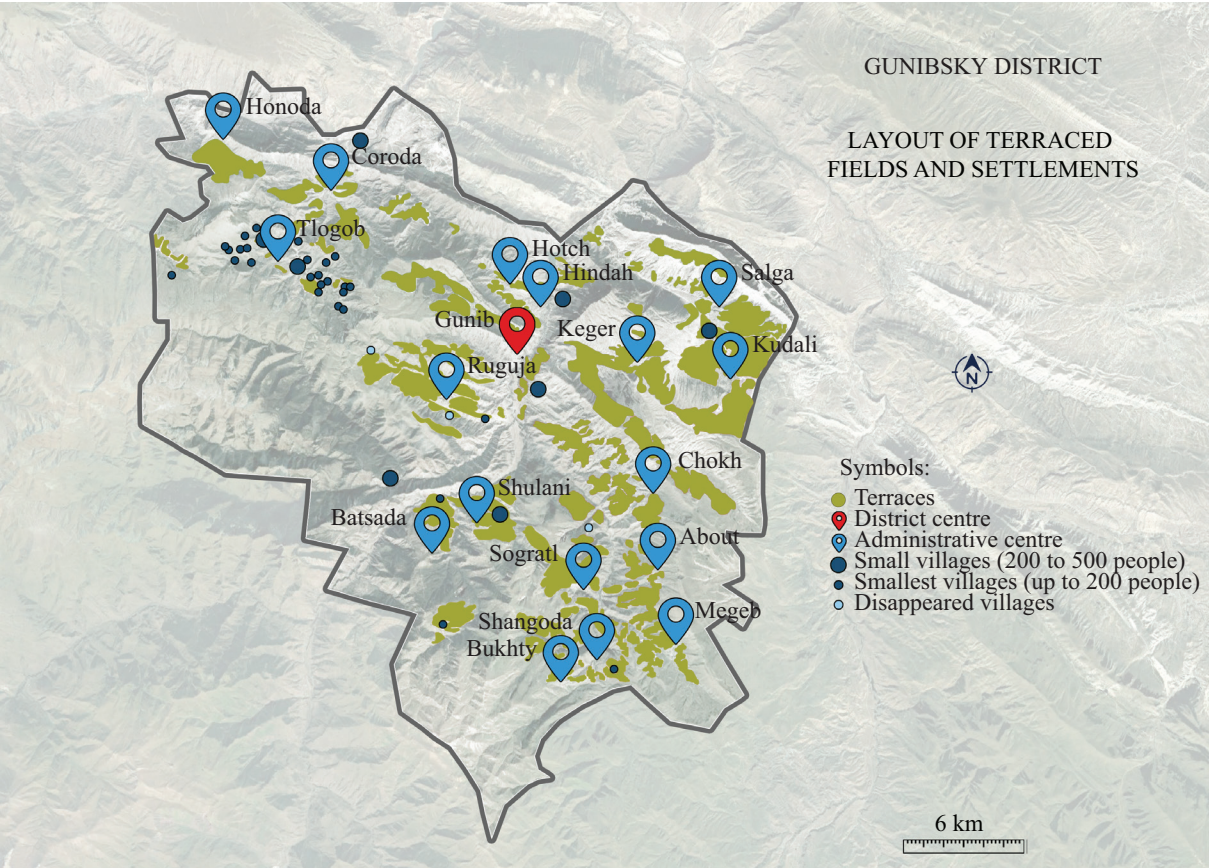 GUNIBSKY DISTRICT
LAYOUT OF TERRACED
FIELDS AND SETTLEMENTS
Honoda
Coroda
Tlogob
Hotch
Hindah
Salga
Gunib
Keger
Kudali
Ruguja
Chokh
Shulani
Batsada
About
Sogratl
Megeb
Shangoda
Bukhty
N
Symbols:
Terraces
District centre
Administrative centre
Small villages (200 to 500 people)
Smallest villages (up to 200 people)
Disappeared villages
6 km